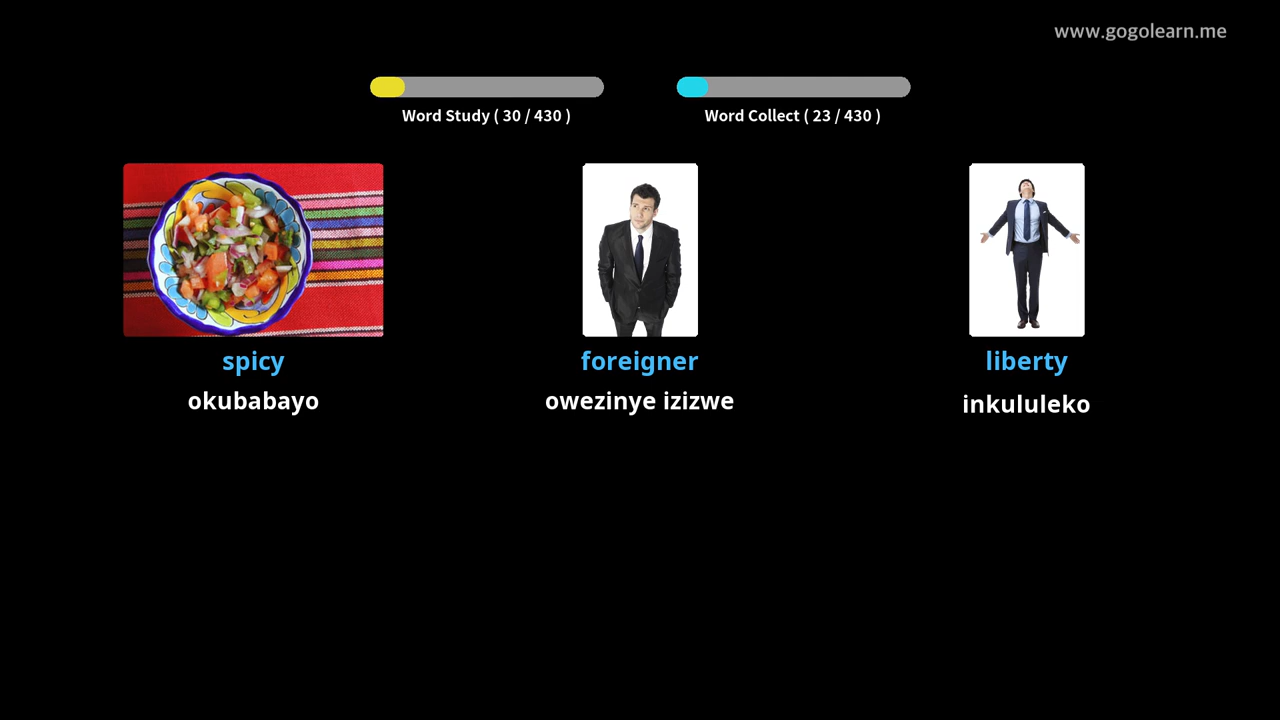 www.gogolearn.me
Word Study ( 30 / 430 )
Word Collect ( 23 / 430 )
spicy
okubabayo
foreigner
owezinye izizwe
liberty
inkululeko